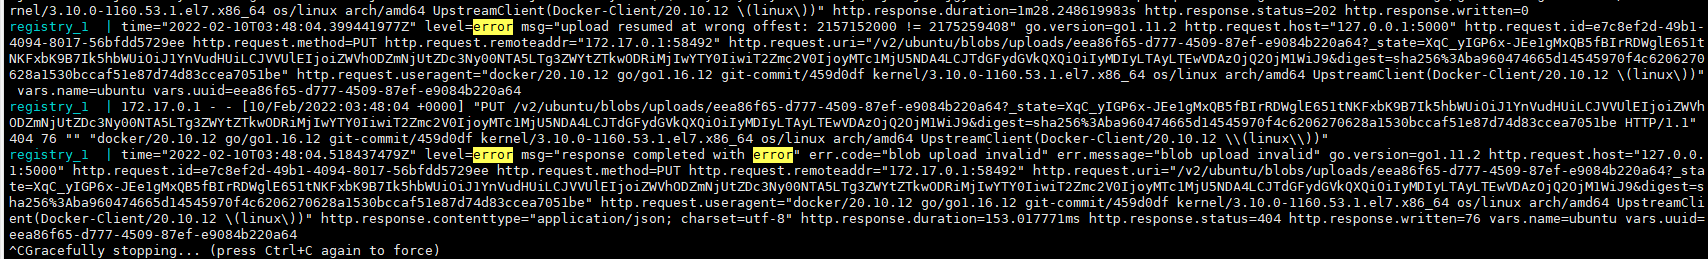 rnel/3.10.0-1160.53.1.el7.x86_64 os/linux arch/amd64 UpstreamClient(Docker-Client/20.10.12 \(linux\))" http.response.duration=1m28.248619983s http.response.status=202 http.response.written=0
registry_1 | time="2022-02-10T03:48:04.399441977Z" level=error msg="upload resumed at wrong offest: 2157152000 != 2175259408" go.version=go1.11.2 http.request.host="127.0.0.1:5000" http.request.id=e7c8ef2d-49b1-
4094-8017-56bfdd5729ee http.request.method=PUT http.request.remoteaddr="172.17.0.1:58492" http.request.uri="/v2/ubuntu/blobs/uploads/eea86f65-d777-4509-87ef-e9084b220a64?_state=XqC_yIGP6x-JEe1gMxQB5fBIrRDWglE651t
NKFxbK9B7Ik5hbWUiOiJ1YnVudHUiLCJVVUlEIjoiZWVhODZmNjUtZDc3Ny00NTA5LTg3ZWYtZTkwODRiMjIwYTY0IiwiT2Zmc2V0IjoyMTc1MjU5NDA4LCJTdGFydGVkQXQiOiIyMDIyLTAyLTEwVDAzOjQ2OjM1WiJ9&digest=sha256%3Aba960474665d14545970f4c6206270
628a1530bccaf51e87d74d83ccea7051be" http.request.useragent="docker/20.10.12 go/go1.16.12 git-commit/459d0df kernel/3.10.0-1160.53.1.el7.x86_64 os/linux arch/amd64 UpstreamClient(Docker-Client/20.10.12 \(linux\))"
vars.name=ubuntu vars.uuid=eea86f65-d777-4509-87ef-e9084b220a64
registry_1 | 172.17.0.1 - - [10/Feb/2022:03:48:04 +0000] "PUT /v2/ubuntu/blobs/uploads/eea86f65-d777-4509-87ef-e9084b220a64?_state=XqC_yIGP6x-JEe1gMxQB5fBIrRDWglE651tNKFxbK9B7Ik5hbWUiOiJ1YnVudHUiLCJVVUlEIjoiZWVh
ODZmNjUtZDc3Ny00NTA5LTg3ZWYtZTkwODRiMjIwYTY0IiwiT2Zmc2V0IjoyMTc1MjU5NDA4LCJTdGFydGVkQXQiOiIyMDIyLTAyLTEwVDAzOjQ2OjM1WiJ9&digest=sha256%3Aba960474665d14545970f4c6206270628a1530bccaf51e87d74d83ccea7051be HTTP/1.1"
404 76 "" "docker/20.10.12 go/go1.16.12 git-commit/459d0df kernel/3.10.0-1160.53.1.el7.x86_64 os/linux arch/amd64 UpstreamClient(Docker-Client/20.10.12 \\(linux\\))"
registry_1 | time="2022-02-10T03:48:04.518437479Z" level=error msg="response completed with error" err.code="blob upload invalid" err.message="blob upload invalid" go.version=go1.11.2 http.request.host="127.0.0.
1:5000" http.request.id=e7c8ef2d-49b1-4094-8017-56bfdd5729ee http.request.method=PUT http.request.remoteaddr="172.17.0.1:58492" http.request.uri="/v2/ubuntu/blobs/uploads/eea86f65-d777-4509-87ef-e9084b220a64?_sta
te=XqC_yIGP6x-JEe1gMxQB5fBIrRDWglE651tNKFxbK9B7Ik5hbWUiOiJ1YnVudHUiLCJVVUlEIjoiZWVhODZmNjUtZDc3Ny00NTA5LTg3ZWYtZTkwODRiMjIwYTY0IiwiT2Zmc2V0IjoyMTc1MjU5NDA4LCJTdGFydGVkQXQiOiIyMDIyLTAyLTEwVDAzOjQ2OjM1WiJ9&digest=s
ha256%3Aba960474665d14545970f4c6206270628a1530bccaf51e87d74d83ccea7051be" http.request.useragent="docker/20.10.12 go/go1.16.12 git-commit/459d0df kernel/3.10.0-1160.53.1.el7.x86_64 os/linux arch/amd64 UpstreamCli
ent(Docker-Client/20.10.12 \(linux\))" http.response.contenttype="application/json; charset=utf-8" http.response.duration=153.017771ms http.response.status=404 http.response.written=76 vars.name=ubuntu vars.uuid=
eea86f65-d777-4509-87ef-e9084b220a64
^CGracefully stopping... (press Ctrl+C again to force)